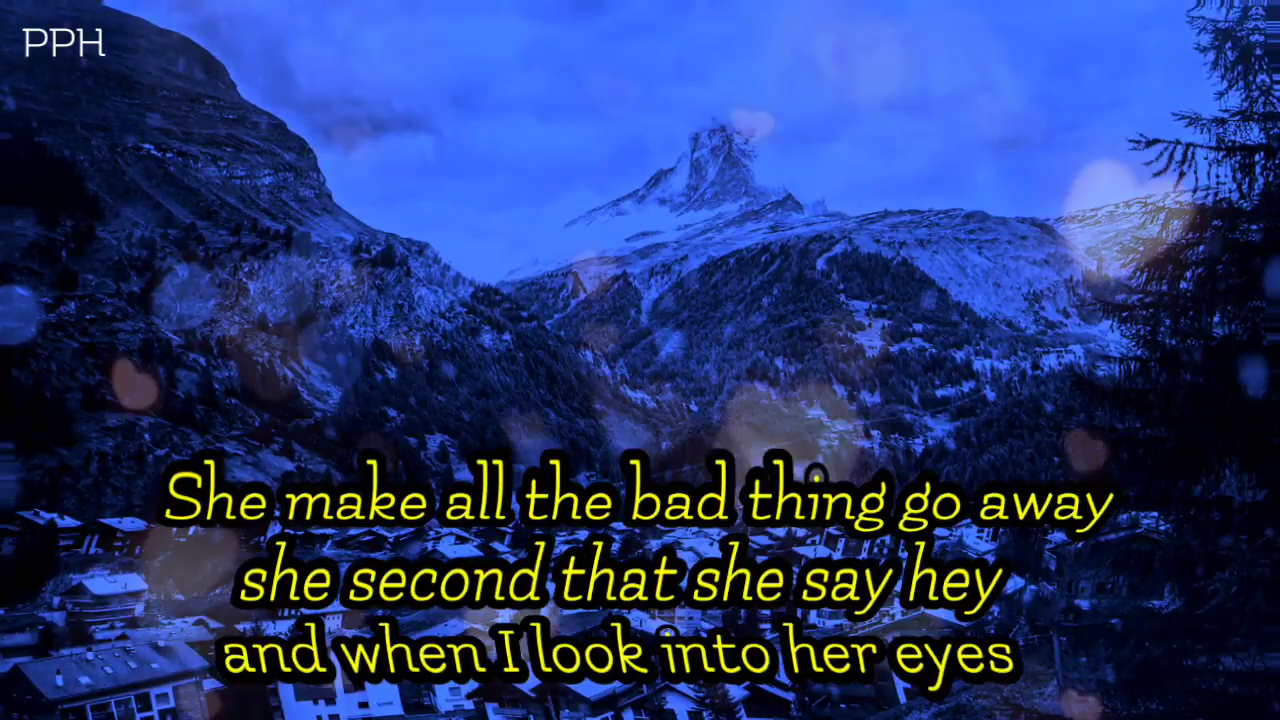 PPH
She make all the bad thing go away
she second that she say hey
and when I look into her eyes